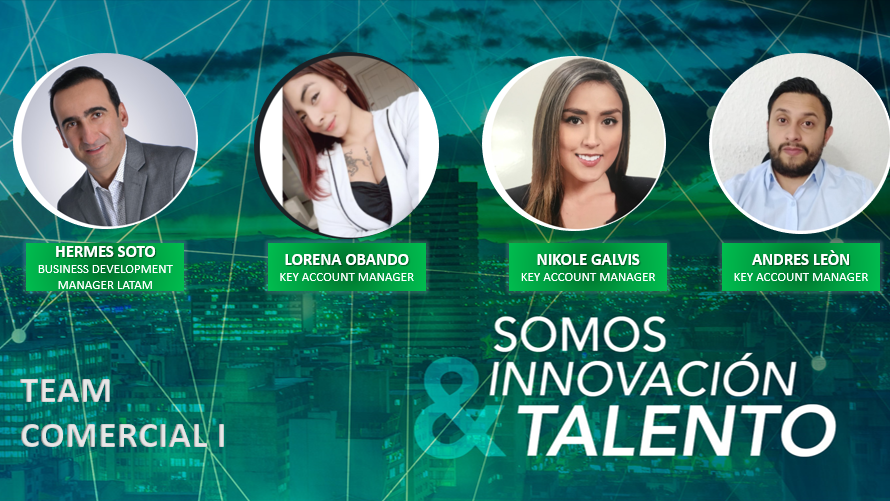 HERMES SOTO
BUSINESS DEVELOPMENT
MANAGER LATAM
LORENA OBANDO
KEY ACCOUNT MANAGER
NIKOLE GALVIS
KEY ACCOUNT MANAGER
ANDRES LEÒN
KEY ACCOUNT MANAGER
TEAM
COMERCIAL I
SOMOS
INNOVACIÓN
& TALENTO